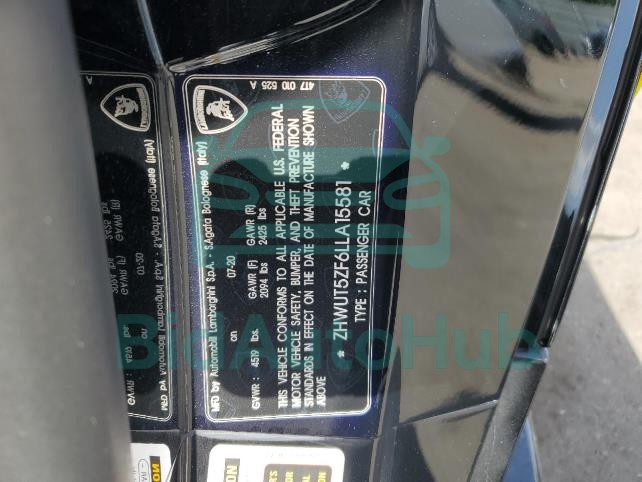 417 010 525 A
LAMBORGHINI
MFD by Automobili Lamborghini S.p.A. - S.Agata Bolognese (Italy)
on 07-20
GVWR : 4519 lbs. GAWR (F) 2094 lbs GAWR (R) 2425 lbs
THIS VEHICLE CONFORMS TO ALL APPLICABLE U.S. FEDERAL
MOTOR VEHICLE SAFETY, BUMPER, AND THEFT PREVENTION
STANDARDS IN EFFECT ON THE DATE OF MANUFACTURE SHOWN
ABOVE
* ZHWUT5ZF6LLA15581 *
TYPE : PASSENGER CAR
BidAutoHub